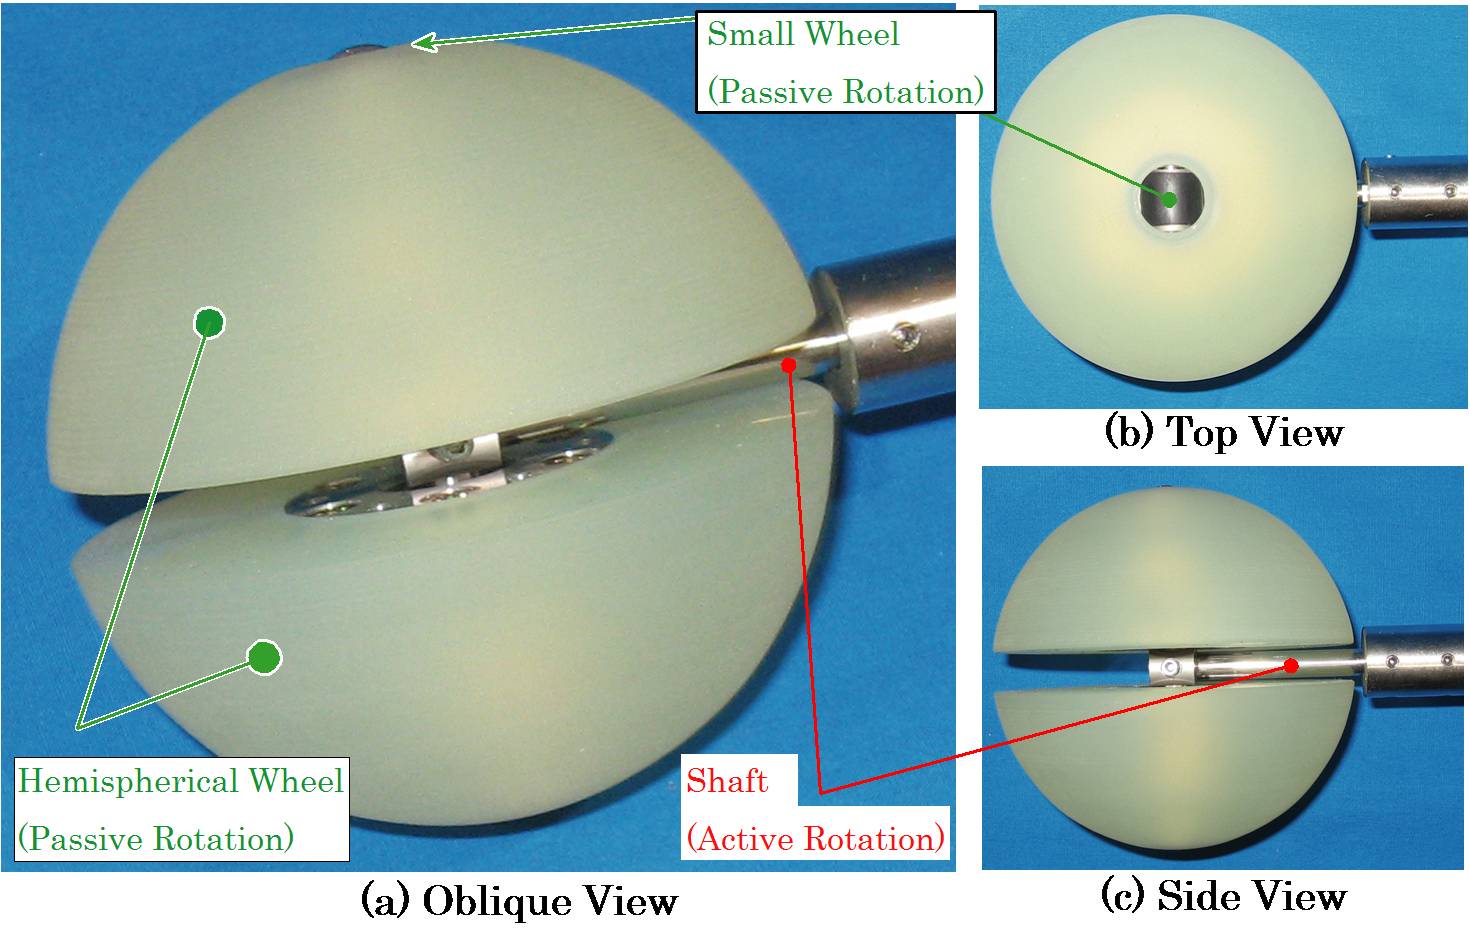 Small Wheel
(Passive Rotation)
Hemispherical Wheel
(Passive Rotation)
Shaft
(Active Rotation)
(a) Oblique View
(b) Top View
(c) Side View